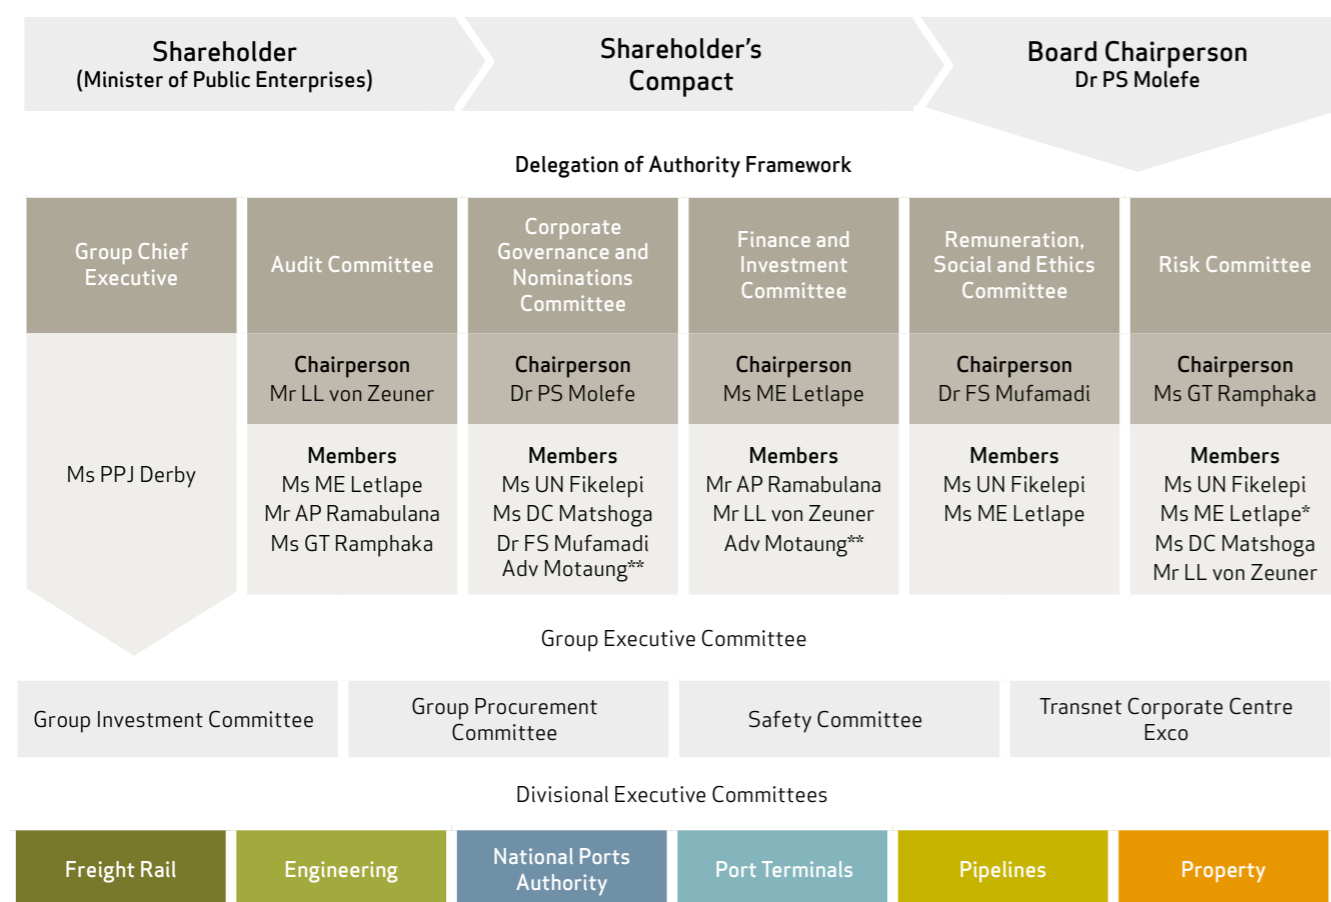 Shareholder
(Minister of Public Enterprises)
Shareholder's
Compact
Board Chairperson
Dr PS Molefe
Delegation of Authority Framework
Group Chief
Executive
Ms PPJ Derby
Audit Committee
Chairperson
Mr LL von Zeuner
Members
Ms ME Letlape
Mr AP Ramabulana
Ms GT Ramphaka
Corporate
Governance and
Nominations
Committee
Chairperson
Dr PS Molefe
Members
Ms UN Fikelepi
Ms DC Matshoga
Dr FS Mufamadi
Adv Motaung**
Finance and
Investment
Committee
Chairperson
Ms ME Letlape
Members
Mr AP Ramabulana
Mr LL von Zeuner
Adv Motaung**
Remuneration,
Social and Ethics
Committee
Chairperson
Dr FS Mufamadi
Members
Ms UN Fikelepi
Ms ME Letlape
Risk Committee
Chairperson
Ms GT Ramphaka
Members
Ms UN Fikelepi
Ms ME Letlape*
Ms DC Matshoga
Mr LL von Zeuner
Group Executive Committee
Group Investment Committee
Group Procurement
Committee
Safety Committee
Transnet Corporate Centre
Exco
Divisional Executive Committees
Freight Rail
Engineering
National Ports
Authority
Port Terminals
Pipelines
Property